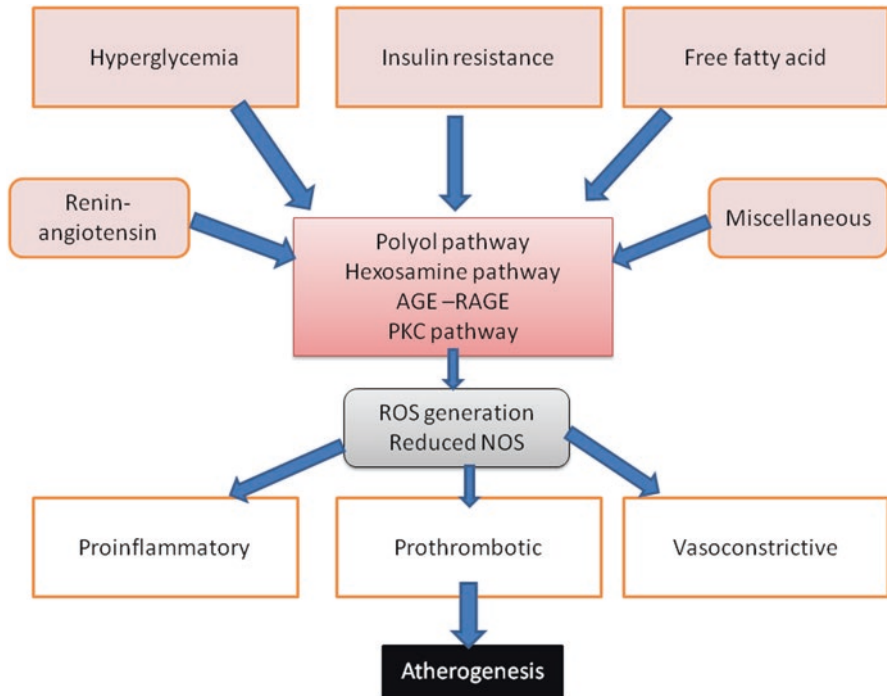 Hyperglycemia
Insulin resistance
Free fatty acid
Renin-
angiotensin
Miscellaneous
Polyol pathway
Hexosamine pathway
AGE –RAGE
PKC pathway
ROS generation
Reduced NOS
Proinflammatory
Prothrombotic
Vasoconstrictive
Atherogenesis